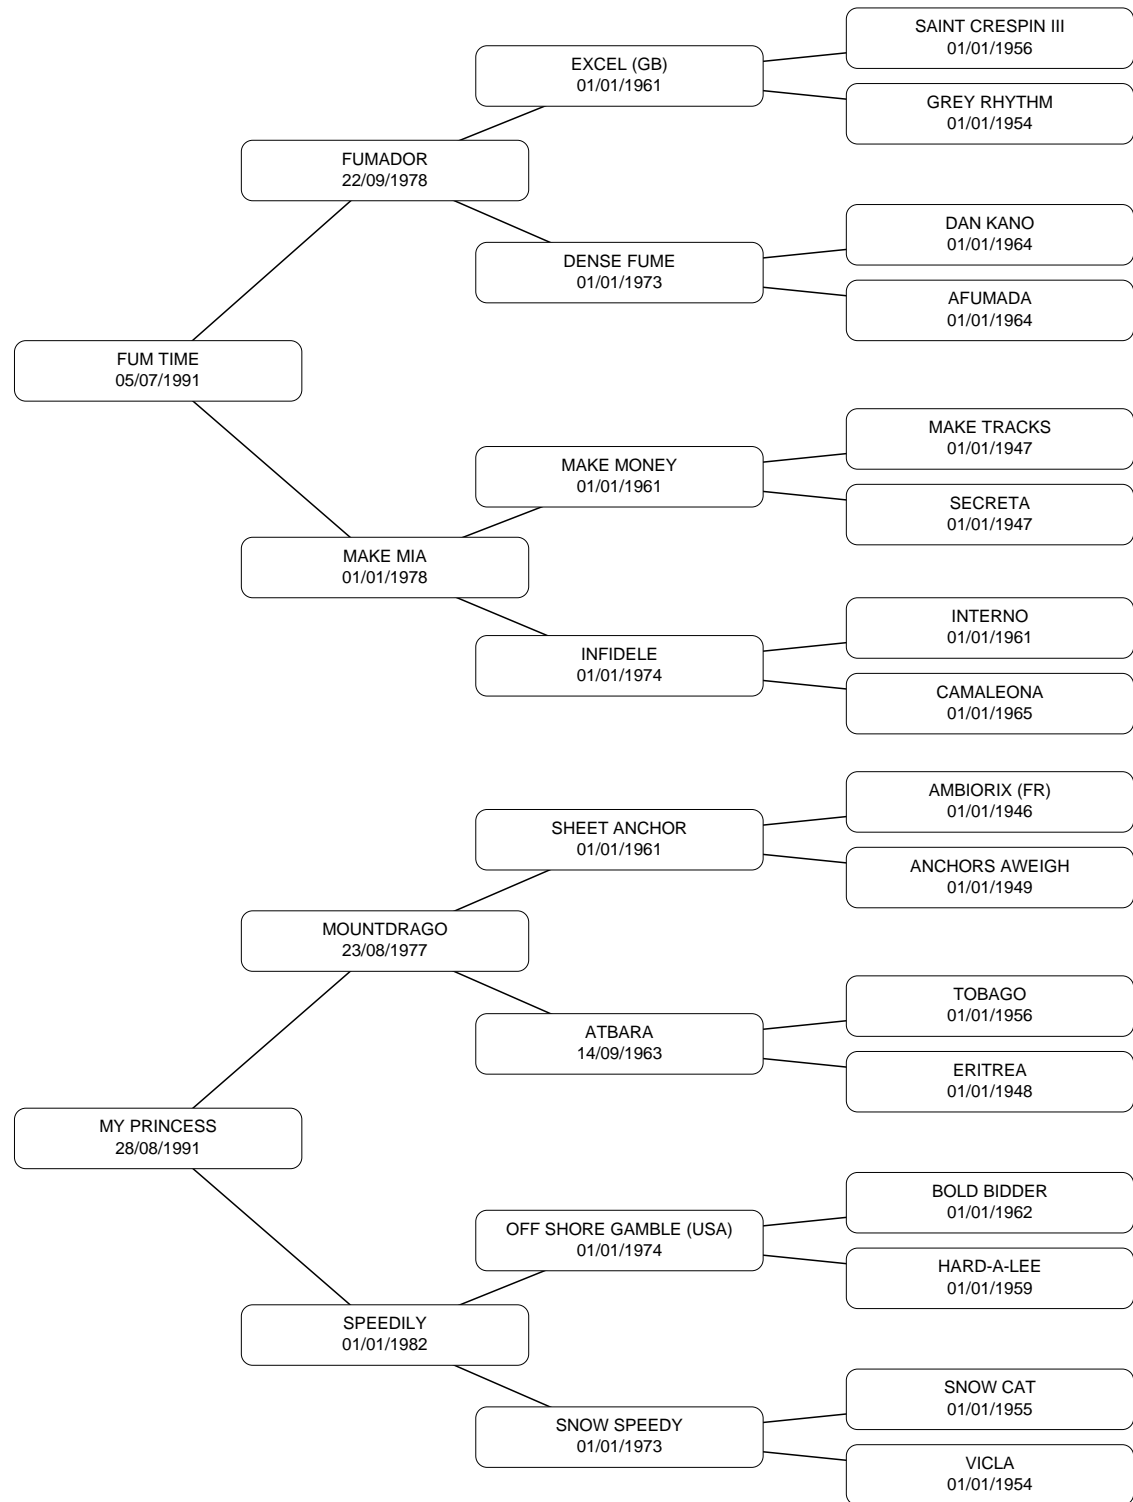 SAINT CRESPIN III
01/01/1956
EXCEL (GB)
01/01/1961
GREY RHYTHM
01/01/1954
FUMADOR
22/09/1978
DAN KANO
01/01/1964
DENSE FUME
01/01/1973
AFUMADA
01/01/1964
FUM TIME
05/07/1991
MAKE TRACKS
01/01/1947
MAKE MONEY
01/01/1961
SECRETA
01/01/1947
MAKE MIA
01/01/1978
INTERNO
01/01/1961
INFIDELE
01/01/1974
CAMALEONA
01/01/1965
AMBIORIX (FR)
01/01/1946
SHEET ANCHOR
01/01/1961
ANCHORS AWEIGH
01/01/1949
MOUNTDRAGO
23/08/1977
TOBAGO
01/01/1956
ATBARA
14/09/1963
ERITREA
01/01/1948
MY PRINCESS
28/08/1991
BOLD BIDDER
01/01/1962
OFF SHORE GAMBLE (USA)
01/01/1974
HARD-A-LEE
01/01/1959
SPEEDILY
01/01/1982
SNOW CAT
01/01/1955
SNOW SPEEDY
01/01/1973
VICLA
01/01/1954